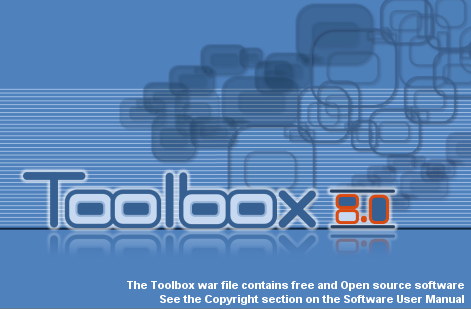 Toolbox 8.0
The Toolbox war file contains free and Open source software
See the Copyright section on the Software User Manual